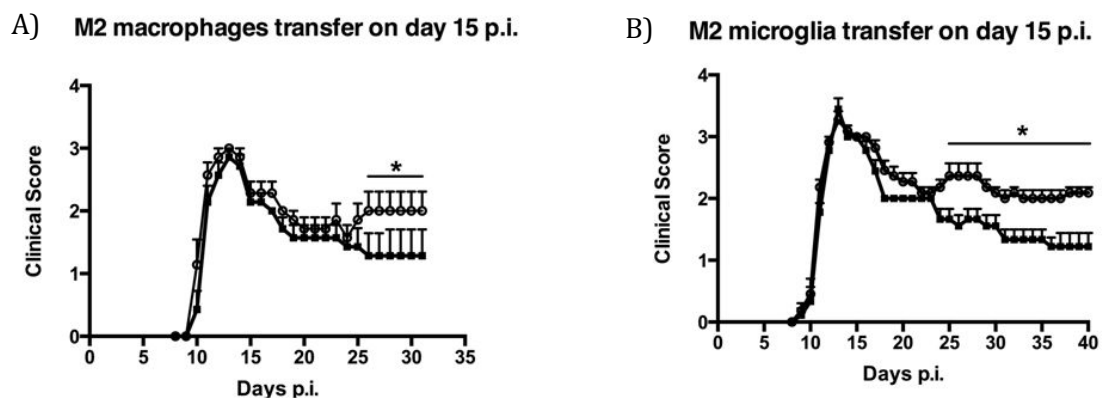 A) M2 macrophages transfer on day 15 p.i.
4
3
2
1
0
Clinical Score
*
0 5 10 15 20 25 30 35
Days p.i.
B) M2 microglia transfer on day 15 p.i.
4
3
2
1
0
Clinical Score
*
0 5 10 15 20 25 30 35 40
Days p.i.